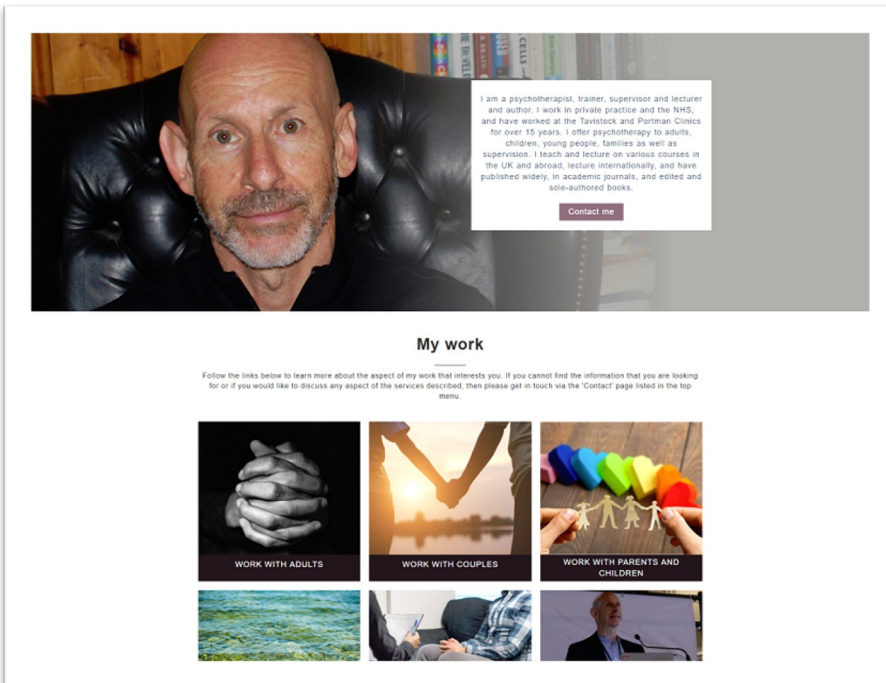 THE DEVEL
BRAIN
USED
CELLS
I am a psychotherapist, trainer, supervisor and lecturer
and author. I work in private practice and the NHS,
and have worked at the Tavistock and Portman Clinics
for over 15 years. I offer psychotherapy to adults,
children, young people, families as well as
supervision. I teach and lecture on various courses in
the UK and abroad, lecture internationally, and have
published widely, in academic journals, and edited and
sole-authored books.
Contact me
My work
Follow the links below to learn more about the aspect of my work that interests you. If you cannot find the information that you are looking
for or if you would like to discuss any aspect of the services described, then please get in touch via the 'Contact' page listed in the top
menu.
WORK WITH ADULTS
WORK WITH COUPLES
WORK WITH PARENTS AND
CHILDREN